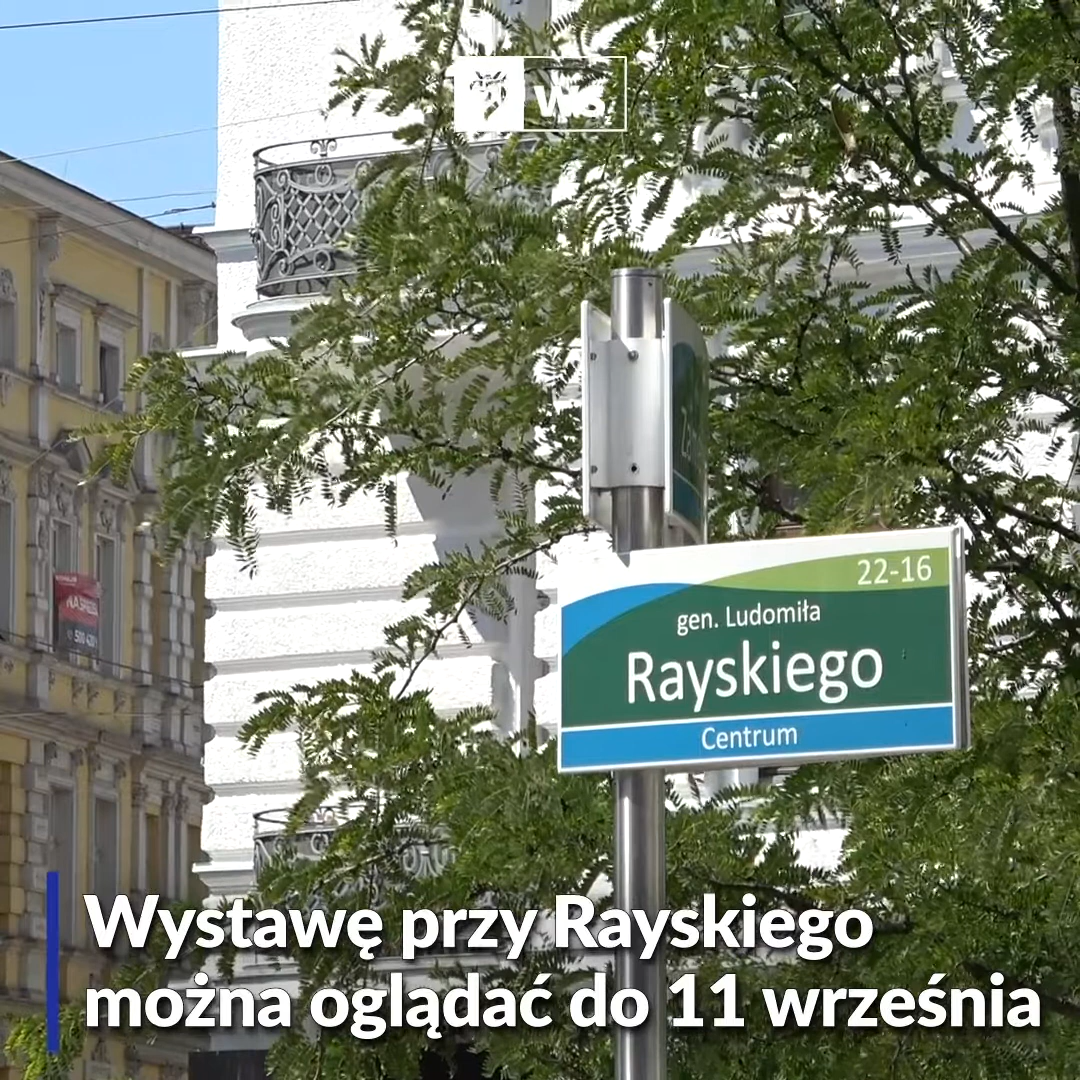 WS
22-16
gen. Ludomiła
Rayskiego
Centrum
Wystawę przy Rayskiego
można oglądać do 11 września